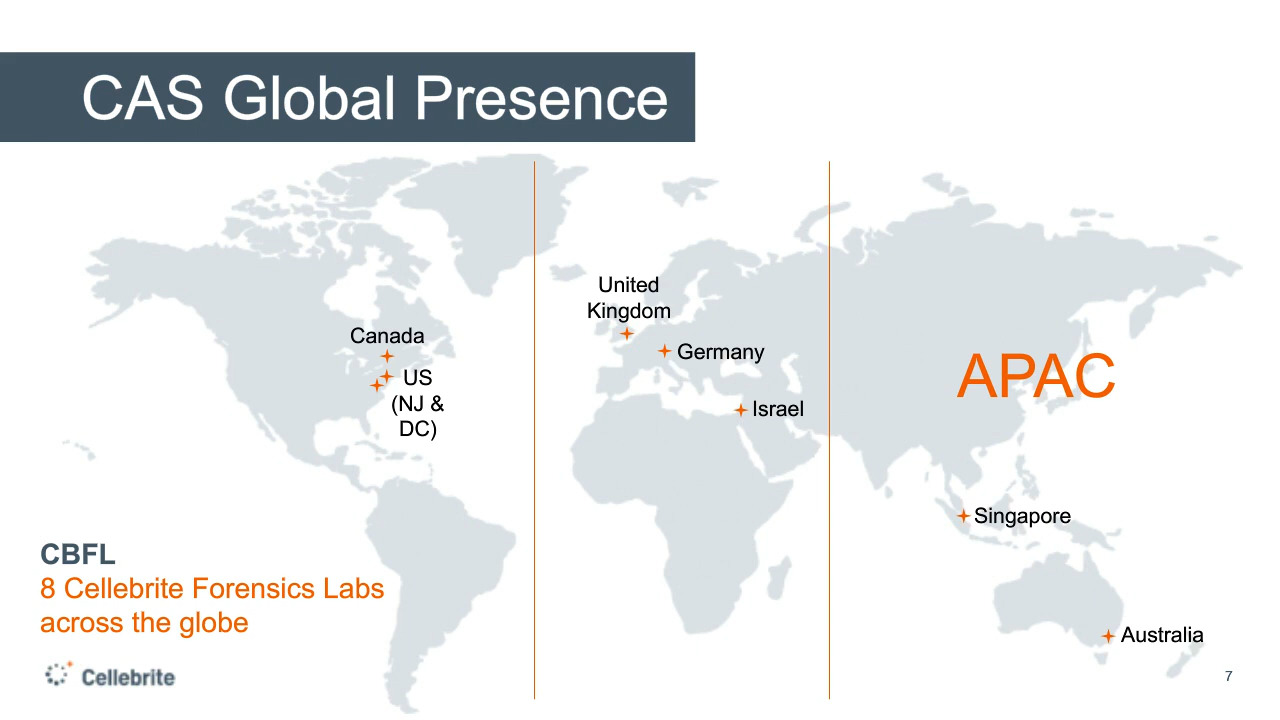 CAS Global Presence
Canada
US
(NJ &
DC)
United
Kingdom
Germany
Israel
APAC
Singapore
Australia
CBFL
8 Cellebrite Forensics Labs
across the globe
Cellebrite
7